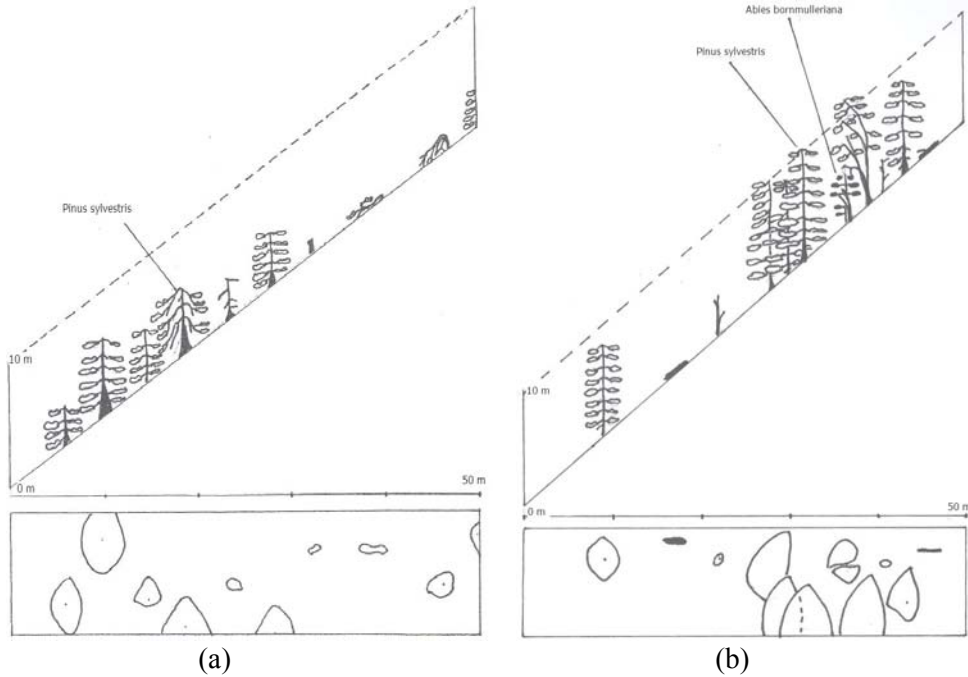 Pinus sylvestris
10 m
0 m
50 m
(a)
Abies bornmulleriana
Pinus sylvestris
10 m
0 m
50 m
(b)